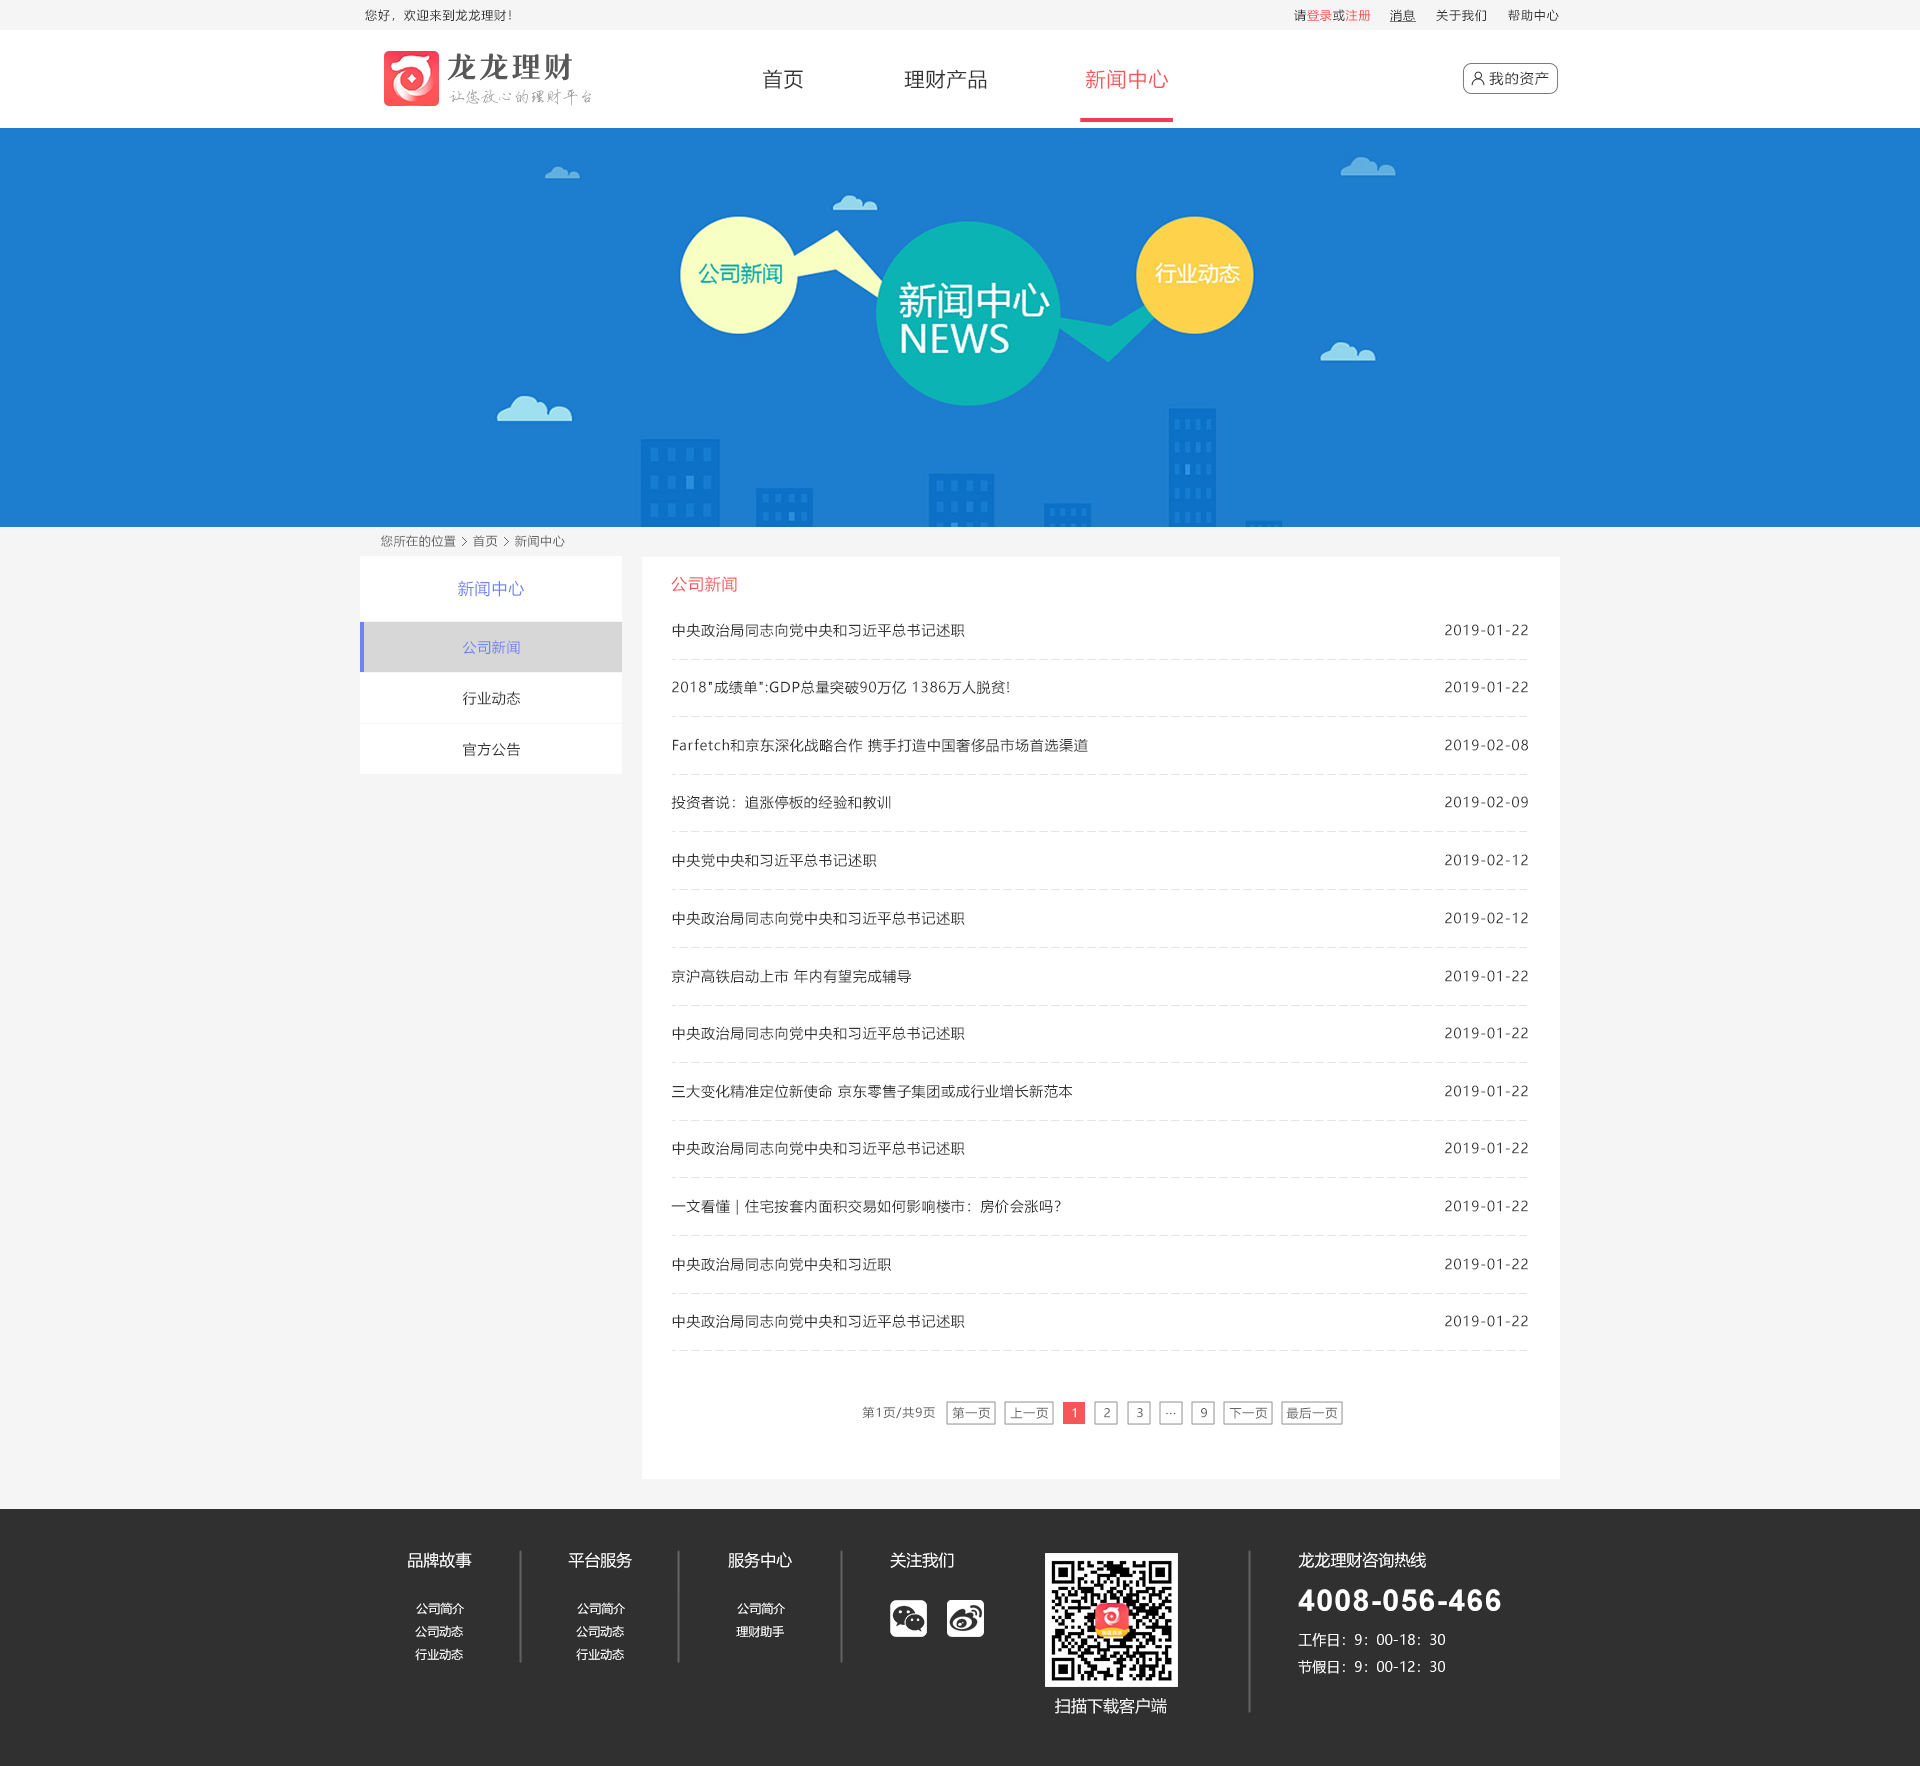 您好，欢迎来到龙龙理财！
请登录或注册 消息 关于我们 帮助中心
龙龙理财
让您放心的理财平台
首页 理财产品 新闻中心
我的资产
公司新闻
新闻中心
NEWS
行业动态
您所在的位置 > 首页 > 新闻中心
新闻中心
公司新闻
行业动态
官方公告
公司新闻
中央政治局同志向党中央和习近平总书记述职 2019-01-22
2018"成绩单":GDP总量突破90万亿 1386万人脱贫! 2019-01-22
Farfetch和京东深化战略合作 携手打造中国奢侈品市场首选渠道 2019-02-08
投资者说：追涨停板的经验和教训 2019-02-09
中央党中央和习近平总书记述职 2019-02-12
中央政治局同志向党中央和习近平总书记述职 2019-02-12
京沪高铁启动上市 年内有望完成辅导 2019-01-22
中央政治局同志向党中央和习近平总书记述职 2019-01-22
三大变化精准定位新使命 京东零售子集团或成行业增长新范本 2019-01-22
中央政治局同志向党中央和习近平总书记述职 2019-01-22
一文看懂 | 住宅按套内面积交易如何影响楼市：房价会涨吗? 2019-01-22
中央政治局同志向党中央和习近职 2019-01-22
中央政治局同志向党中央和习近平总书记述职 2019-01-22
第1页/共9页 第一页 上一页 1 2 3 ... 9 下一页 最后一页
品牌故事
公司简介
公司动态
行业动态
平台服务
公司简介
公司动态
行业动态
服务中心
公司简介
理财助手
关注我们
扫描下载客户端
龙龙理财咨询热线
4008-056-466
工作日：9：00-18：30
节假日：9：00-12：30